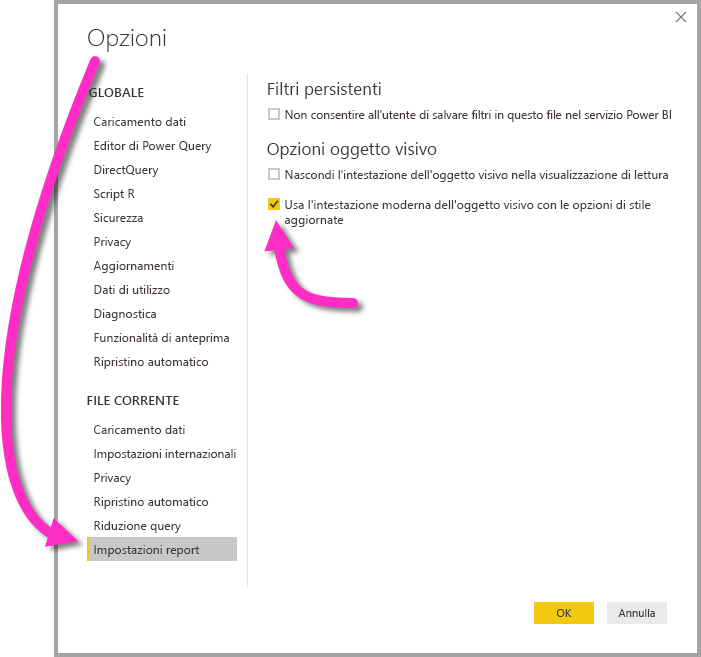 Opzioni
GLOBALE
Caricamento dati
Editor di Power Query
DirectQuery
Script R
Sicurezza
Privacy
Aggiornamenti
Dati di utilizzo
Diagnostica
Funzionalità di anteprima
Ripristino automatico
FILE CORRENTE
Caricamento dati
Impostazioni internazionali
Privacy
Ripristino automatico
Riduzione query
Impostazioni report
Filtri persistenti
Non consentire all'utente di salvare filtri in questo file nel servizio Power BI
Opzioni oggetto visivo
Nascondi l'intestazione dell'oggetto visivo nella visualizzazione di lettura
Usa l'intestazione moderna dell'oggetto visivo con le opzioni di stile
aggiornate
OK
Annulla